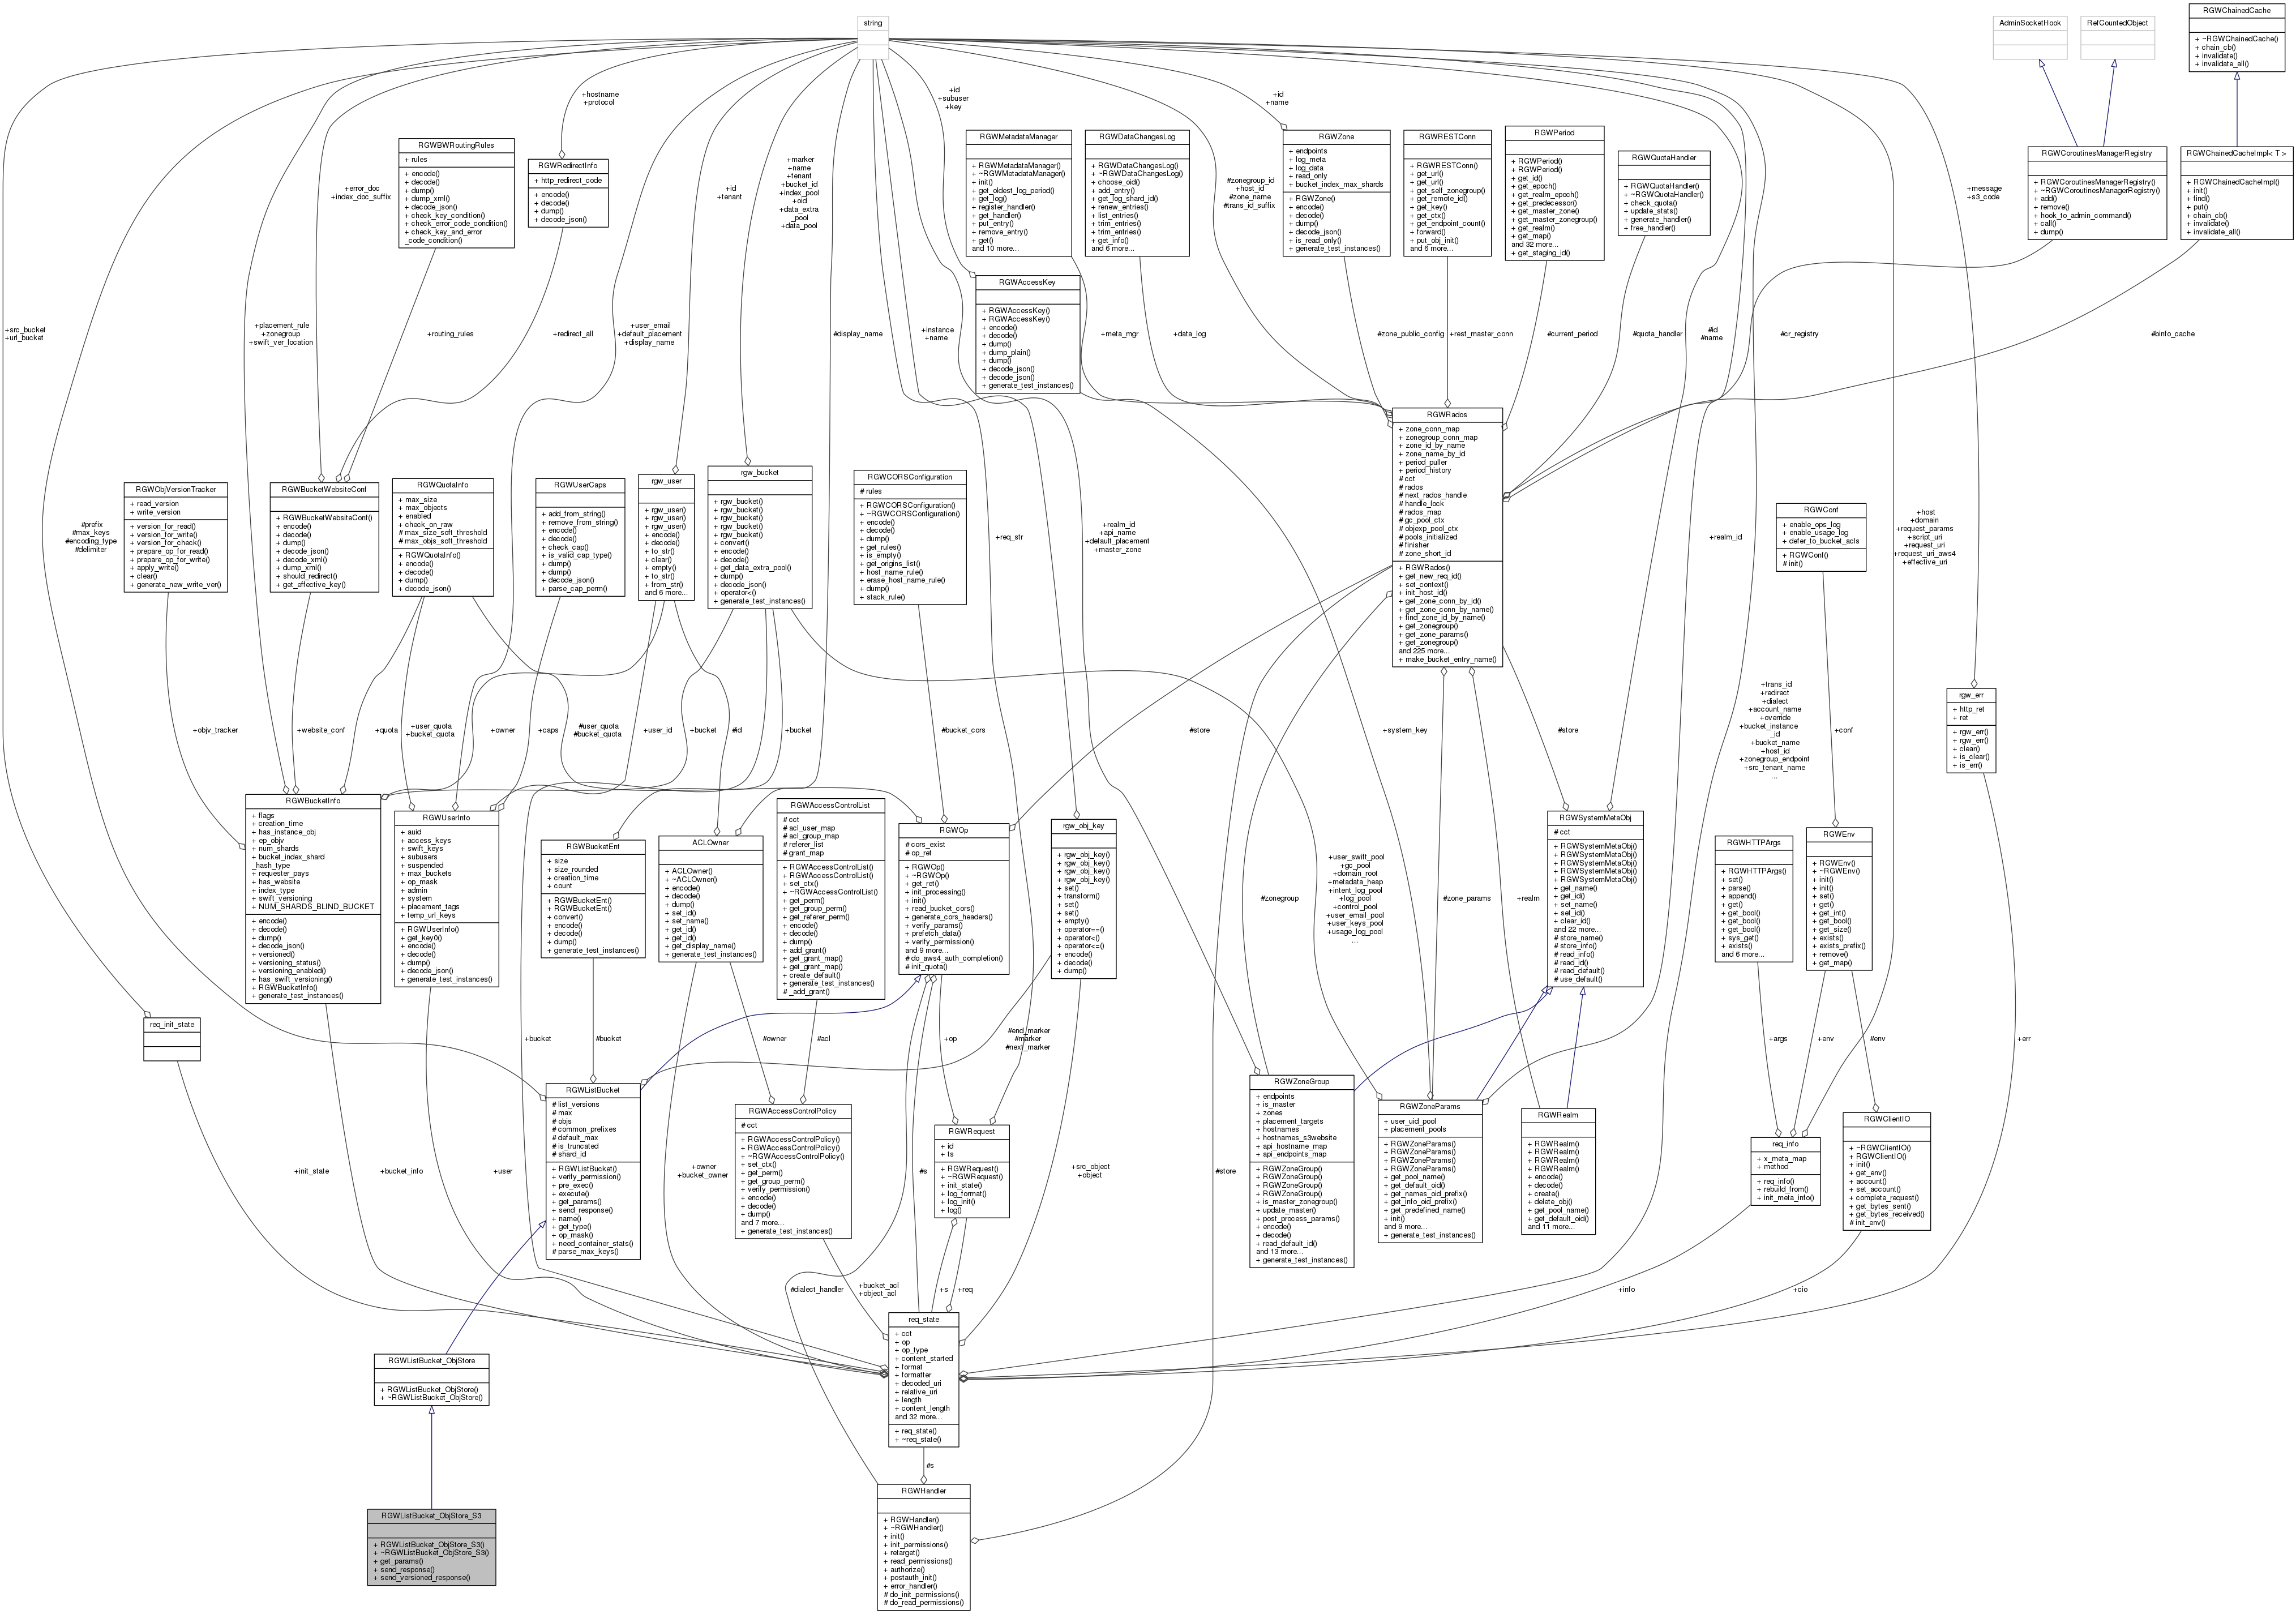 string
AdminSocketHook
RefCountedObject
RGWChainedCache
+ ~RGWChainedCache()
+ chain_cb()
+ invalidate()
+ invalidate_all()
+hostname
+protocol
+id
+subuser
+key
+id
+name
RGWBWRoutingRules
+ rules
+ encode()
+ decode()
+ dump()
+ dump_xml()
+ decode_json()
+ check_key_condition()
+ check_error_code_condition()
+ check_key_and_error
_code_condition()
RGWRedirectInfo
+ http_redirect_code
+ encode()
+ decode()
+ dump()
+ decode_json()
RGWMetadataManager
+ RGWMetadataManager()
+ ~RGWMetadataManager()
+ init()
+ get_oldest_log_period()
+ get_log()
+ register_handler()
+ get_handler()
+ put_entry()
+ remove_entry()
+ get()
and 10 more...
RGWDataChangesLog
+ RGWDataChangesLog()
+ ~RGWDataChangesLog()
+ choose_oid()
+ add_entry()
+ get_log_shard_id()
+ renew_entries()
+ list_entries()
+ trim_entries()
+ trim_entries()
+ get_info()
and 6 more...
RGWZone
+ endpoints
+ log_meta
+ log_data
+ read_only
+ bucket_index_max_shards
+ RGWZone()
+ encode()
+ decode()
+ dump()
+ decode_json()
+ is_read_only()
+ generate_test_instances()
RGWRESTConn
+ RGWRESTConn()
+ get_url()
+ get_url()
+ get_self_zonegroup()
+ get_remote_id()
+ get_key()
+ get_ctx()
+ get_endpoint_count()
+ forward()
+ put_obj_init()
and 6 more...
RGWPeriod
+ RGWPeriod()
+ RGWPeriod()
+ get_id()
+ get_epoch()
+ get_realm_epoch()
+ get_predecessor()
+ get_master_zone()
+ get_master_zonegroup()
+ get_realm()
+ get_map()
and 32 more...
+ get_staging_id()
RGWQuotaHandler
+ RGWQuotaHandler()
+ ~RGWQuotaHandler()
+ check_quota()
+ update_stats()
+ generate_handler()
+ free_handler()
RGWCoroutinesManagerRegistry
+ RGWCoroutinesManagerRegistry()
+ ~RGWCoroutinesManagerRegistry()
+ add()
+ remove()
+ hook_to_admin_command()
+ call()
+ dump()
RGWChainedCacheImpl< T >
+ RGWChainedCacheImpl()
+ init()
+ find()
+ put()
+ chain_cb()
+ invalidate()
+ invalidate_all()
+error_doc
+index_doc_suffix
+id
+tenant
+marker
+name
+tenant
+bucket_id
+index_pool
+oid
+data_extra
_pool
+data_pool
#zonegroup_id
+host_id
#zone_name
#trans_id_suffix
+message
+s3_code
RGWAccessKey
+ RGWAccessKey()
+ RGWAccessKey()
+ encode()
+ decode()
+ dump()
+ dump_plain()
+ dump()
+ decode_json()
+ decode_json()
+ generate_test_instances()
+src_bucket
+url_bucket
+placement_rule
+zonegroup
+swift_ver_location
+routing_rules
+redirect_all
+user_email
+default_placement
+display_name
#display_name
+instance
+name
+meta_mgr
+data_log
#zone_public_config
+rest_master_conn
#current_period
#quota_handler
#id
#name
#cr_registry
#binfo_cache
RGWRados
+ zone_conn_map
+ zonegroup_conn_map
+ zone_id_by_name
+ zone_name_by_id
+ period_puller
+ period_history
# cct
# rados
# next_rados_handle
# handle_lock
# rados_map
# gc_pool_ctx
# objexp_pool_ctx
# pools_initialized
# finisher
# zone_short_id
+ RGWRados()
+ get_new_req_id()
+ set_context()
+ init_host_id()
+ get_zone_conn_by_id()
+ get_zone_conn_by_name()
+ find_zone_id_by_name()
+ get_zonegroup()
+ get_zone_params()
+ get_zonegroup()
and 225 more...
+ make_bucket_entry_name()
#prefix
#max_keys
#encoding_type
#delimiter
RGWObjVersionTracker
+ read_version
+ write_version
+ version_for_read()
+ version_for_write()
+ version_for_check()
+ prepare_op_for_read()
+ prepare_op_for_write()
+ apply_write()
+ clear()
+ generate_new_write_ver()
RGWBucketWebsiteConf
+ RGWBucketWebsiteConf()
+ encode()
+ decode()
+ dump()
+ decode_json()
+ decode_xml()
+ dump_xml()
+ should_redirect()
+ get_effective_key()
RGWQuotaInfo
+ max_size
+ max_objects
+ enabled
+ check_on_raw
# max_size_soft_threshold
# max_objs_soft_threshold
+ RGWQuotaInfo()
+ encode()
+ decode()
+ dump()
+ decode_json()
RGWUserCaps
+ add_from_string()
+ remove_from_string()
+ encode()
+ decode()
+ check_cap()
+ is_valid_cap_type()
+ dump()
+ dump()
+ decode_json()
+ parse_cap_perm()
rgw_user
+ rgw_user()
+ rgw_user()
+ rgw_user()
+ encode()
+ decode()
+ to_str()
+ clear()
+ empty()
+ to_str()
+ from_str()
and 6 more...
rgw_bucket
+ rgw_bucket()
+ rgw_bucket()
+ rgw_bucket()
+ rgw_bucket()
+ rgw_bucket()
+ convert()
+ encode()
+ decode()
+ get_data_extra_pool()
+ dump()
+ decode_json()
+ operator<()
+ generate_test_instances()
RGWCORSConfiguration
# rules
+ RGWCORSConfiguration()
+ ~RGWCORSConfiguration()
+ encode()
+ decode()
+ dump()
+ get_rules()
+ is_empty()
+ get_origins_list()
+ host_name_rule()
+ erase_host_name_rule()
+ dump()
+ stack_rule()
+req_str
+realm_id
+api_name
+default_placement
+master_zone
+realm_id
RGWConf
+ enable_ops_log
+ enable_usage_log
+ defer_to_bucket_acls
+ RGWConf()
# init()
+host
+domain
+request_params
+script_uri
+request_uri
+request_uri_aws4
+effective_uri
+objv_tracker
+website_conf
+quota
+user_quota
+bucket_quota
+owner
+caps
#user_quota
#bucket_quota
+user_id
+bucket
#id
+bucket
#bucket_cors
#store
+system_key
#store
+trans_id
+redirect
+dialect
+account_name
+override
+bucket_instance
_id
+bucket_name
+host_id
+zonegroup_endpoint
+src_tenant_name
...
+conf
rgw_err
+ http_ret
+ ret
+ rgw_err()
+ rgw_err()
+ clear()
+ is_clear()
+ is_err()
RGWBucketInfo
+ flags
+ creation_time
+ has_instance_obj
+ ep_objv
+ num_shards
+ bucket_index_shard
_hash_type
+ requester_pays
+ has_website
+ index_type
+ swift_versioning
+ NUM_SHARDS_BLIND_BUCKET
+ encode()
+ decode()
+ dump()
+ decode_json()
+ versioned()
+ versioning_status()
+ versioning_enabled()
+ has_swift_versioning()
+ RGWBucketInfo()
+ generate_test_instances()
RGWUserInfo
+ auid
+ access_keys
+ swift_keys
+ subusers
+ suspended
+ max_buckets
+ op_mask
+ admin
+ system
+ placement_tags
+ temp_url_keys
+ RGWUserInfo()
+ get_key0()
+ encode()
+ decode()
+ dump()
+ decode_json()
+ generate_test_instances()
RGWBucketEnt
+ size
+ size_rounded
+ creation_time
+ count
+ RGWBucketEnt()
+ RGWBucketEnt()
+ convert()
+ encode()
+ decode()
+ dump()
+ generate_test_instances()
ACLOwner
+ ACLOwner()
+ ~ACLOwner()
+ encode()
+ decode()
+ dump()
+ set_id()
+ set_name()
+ get_id()
+ get_id()
+ get_display_name()
+ generate_test_instances()
RGWAccessControlList
# cct
# acl_user_map
# acl_group_map
# referer_list
# grant_map
+ RGWAccessControlList()
+ RGWAccessControlList()
+ set_ctx()
+ ~RGWAccessControlList()
+ get_perm()
+ get_group_perm()
+ get_referer_perm()
+ encode()
+ decode()
+ dump()
+ add_grant()
+ get_grant_map()
+ get_grant_map()
+ create_default()
+ generate_test_instances()
# _add_grant()
RGWOp
# cors_exist
# op_ret
+ RGWOp()
+ ~RGWOp()
+ get_ret()
+ init_processing()
+ init()
+ read_bucket_cors()
+ generate_cors_headers()
+ verify_params()
+ prefetch_data()
+ verify_permission()
and 9 more...
# do_aws4_auth_completion()
# init_quota()
rgw_obj_key
+ rgw_obj_key()
+ rgw_obj_key()
+ rgw_obj_key()
+ rgw_obj_key()
+ set()
+ transform()
+ set()
+ set()
+ empty()
+ operator==()
+ operator<()
+ operator<=()
+ encode()
+ decode()
+ dump()
#zonegroup
+user_swift_pool
+gc_pool
+domain_root
+metadata_heap
+intent_log_pool
+log_pool
+control_pool
+user_email_pool
+user_keys_pool
+usage_log_pool
...
#zone_params
+realm
RGWSystemMetaObj
# cct
+ RGWSystemMetaObj()
+ RGWSystemMetaObj()
+ RGWSystemMetaObj()
+ RGWSystemMetaObj()
+ RGWSystemMetaObj()
+ get_name()
+ get_id()
+ set_name()
+ set_id()
+ clear_id()
and 22 more...
# store_name()
# store_info()
# read_info()
# read_id()
# read_default()
# use_default()
RGWHTTPArgs
+ RGWHTTPArgs()
+ set()
+ parse()
+ append()
+ get()
+ get_bool()
+ get_bool()
+ get_bool()
+ sys_get()
+ exists()
and 6 more...
RGWEnv
+ RGWEnv()
+ ~RGWEnv()
+ init()
+ init()
+ set()
+ get()
+ get_int()
+ get_bool()
+ get_size()
+ exists()
+ exists_prefix()
+ remove()
+ get_map()
req_init_state
+bucket
#bucket
#owner
#acl
+op
#end_marker
#marker
#next_marker
+args
+env
#env
+err
RGWListBucket
# list_versions
# max
# objs
# common_prefixes
# default_max
# is_truncated
# shard_id
+ RGWListBucket()
+ verify_permission()
+ pre_exec()
+ execute()
+ get_params()
+ send_response()
+ name()
+ get_type()
+ op_mask()
+ need_container_stats()
# parse_max_keys()
RGWAccessControlPolicy
# cct
+ RGWAccessControlPolicy()
+ RGWAccessControlPolicy()
+ ~RGWAccessControlPolicy()
+ set_ctx()
+ get_perm()
+ get_group_perm()
+ verify_permission()
+ encode()
+ decode()
+ dump()
and 7 more...
+ generate_test_instances()
RGWRequest
+ id
+ ts
+ RGWRequest()
+ ~RGWRequest()
+ init_state()
+ log_format()
+ log_init()
+ log()
RGWZoneGroup
+ endpoints
+ is_master
+ zones
+ placement_targets
+ hostnames
+ hostnames_s3website
+ api_hostname_map
+ api_endpoints_map
+ RGWZoneGroup()
+ RGWZoneGroup()
+ RGWZoneGroup()
+ RGWZoneGroup()
+ is_master_zonegroup()
+ update_master()
+ post_process_params()
+ encode()
+ decode()
+ read_default_id()
and 13 more...
+ generate_test_instances()
RGWZoneParams
+ user_uid_pool
+ placement_pools
+ RGWZoneParams()
+ RGWZoneParams()
+ RGWZoneParams()
+ RGWZoneParams()
+ get_pool_name()
+ get_default_oid()
+ get_names_oid_prefix()
+ get_info_oid_prefix()
+ get_predefined_name()
+ init()
and 9 more...
+ generate_test_instances()
RGWRealm
+ RGWRealm()
+ RGWRealm()
+ RGWRealm()
+ RGWRealm()
+ encode()
+ decode()
+ create()
+ delete_obj()
+ get_pool_name()
+ get_default_oid()
and 11 more...
req_info
+ x_meta_map
+ method
+ req_info()
+ rebuild_from()
+ init_meta_info()
RGWClientIO
+ ~RGWClientIO()
+ RGWClientIO()
+ init()
+ get_env()
+ account()
+ set_account()
+ complete_request()
+ get_bytes_sent()
+ get_bytes_received()
# init_env()
+init_state
+bucket_info
+user
+owner
+bucket_owner
#s
+src_object
+object
#store
#dialect_handler
+bucket_acl
+object_acl
+s
+req
+info
+cio
req_state
+ cct
+ op
+ op_type
+ content_started
+ format
+ formatter
+ decoded_uri
+ relative_uri
+ length
+ content_length
and 32 more...
+ req_state()
+ ~req_state()
RGWListBucket_ObjStore
+ RGWListBucket_ObjStore()
+ ~RGWListBucket_ObjStore()
#s
RGWListBucket_ObjStore_S3
+ RGWListBucket_ObjStore_S3()
+ ~RGWListBucket_ObjStore_S3()
+ get_params()
+ send_response()
+ send_versioned_response()
RGWHandler
+ RGWHandler()
+ ~RGWHandler()
+ init()
+ init_permissions()
+ retarget()
+ read_permissions()
+ authorize()
+ postauth_init()
+ error_handler()
# do_init_permissions()
# do_read_permissions()